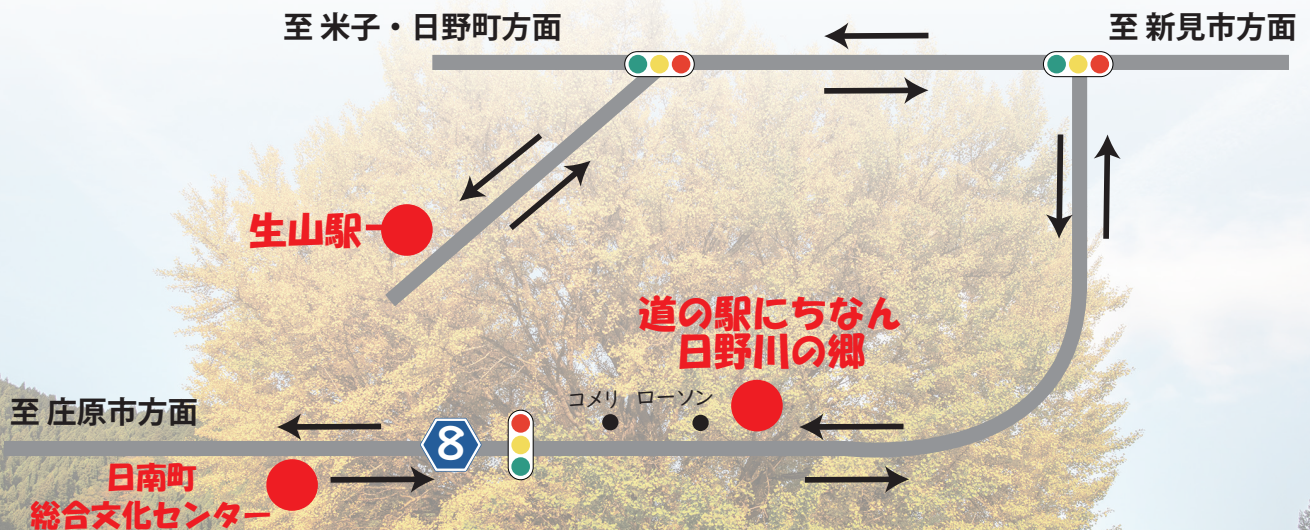 至 米子・日野町方面
至 新見市方面
生山駅
道の駅にちなん
日野川の郷
コメリ
ローソン
至 庄原市方面
8
日南町
総合文化センター